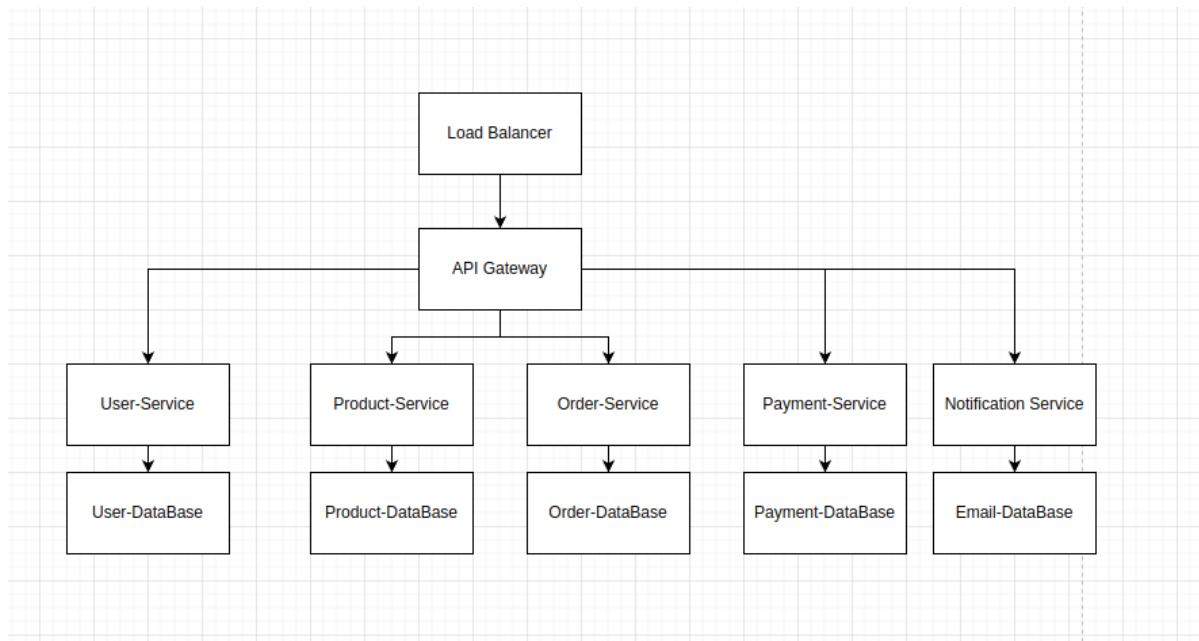 Load Balancer
API Gateway
User-Service
Product-Service
Order-Service
Payment-Service
Notification Service
User-DataBase
Product-DataBase
Order-DataBase
Payment-DataBase
Email-DataBase